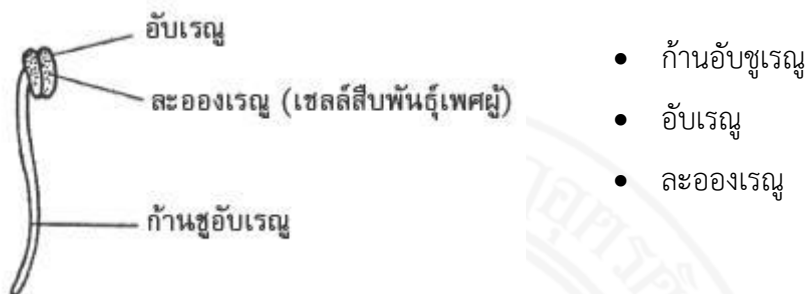 อับเรณู
ละอองเรณู (เซลล์สืบพันธุ์เพศผู้)
ก้านชูอับเรณู
• ก้านอับชูเรณู
• อับเรณู
• ละอองเรณู